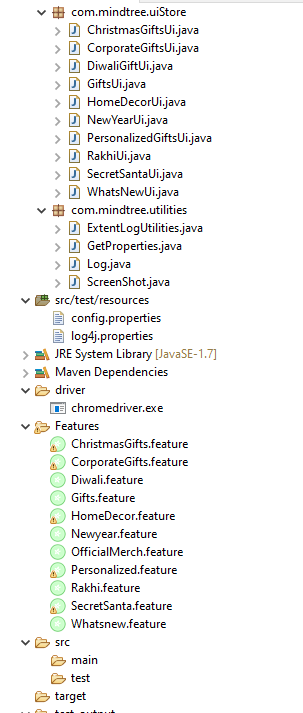 com.mindtree.uiStore
ChristmasGiftsUi.java
CorporateGiftsUi.java
DiwaliGiftUi.java
GiftsUi.java
HomeDecorUi.java
NewYearUi.java
PersonalizedGiftsUi.java
RakhiUi.java
SecretSantaUi.java
WhatsNewUi.java
com.mindtree.utilities
ExtentLogUtilities.java
GetProperties.java
Log.java
ScreenShot.java
src/test/resources
config.properties
log4j.properties
JRE System Library [JavaSE-1.7]
Maven Dependencies
driver
chromedriver.exe
Features
ChristmasGifts.feature
CorporateGifts.feature
Diwali.feature
Gifts.feature
HomeDecor.feature
Newyear.feature
OfficialMerch.feature
Personalized.feature
Rakhi.feature
SecretSanta.feature
Whatsnew.feature
src
main
test
target